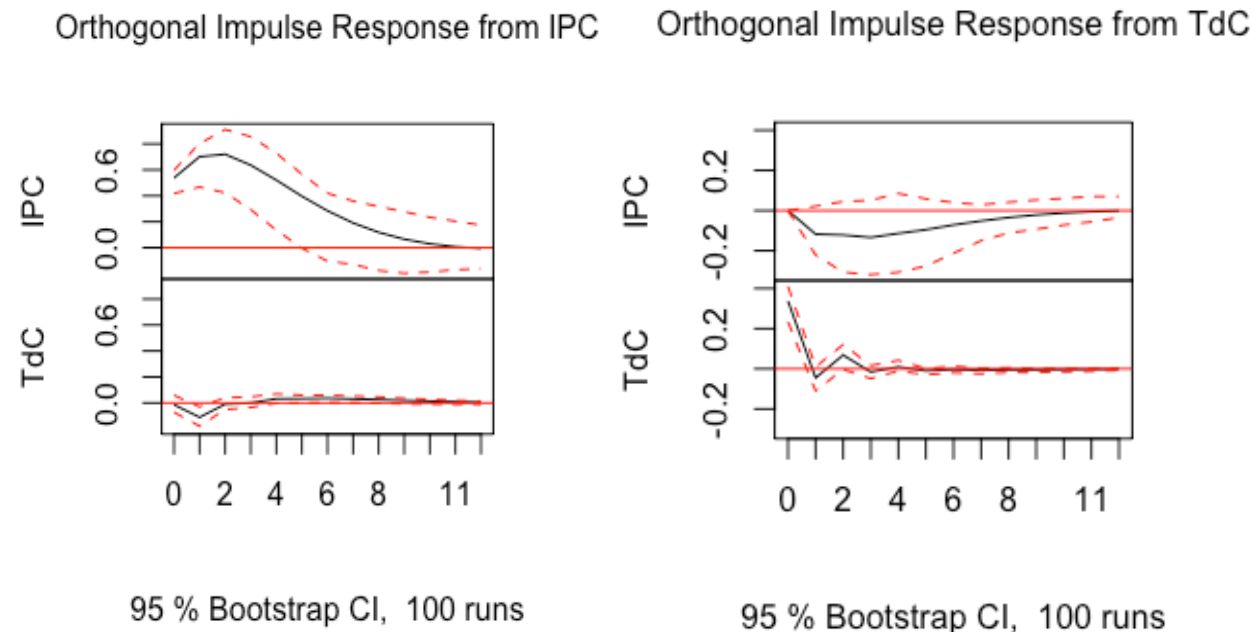 Orthogonal Impulse Response from IPC
IPC
0.6
0.0
TdC
0.6
0.0
0 2 4 6 8 11
95 % Bootstrap CI, 100 runs
Orthogonal Impulse Response from TdC
IPC
0.2
-0.2
TdC
0.2
-0.2
0 2 4 6 8 11
95 % Bootstrap CI, 100 runs